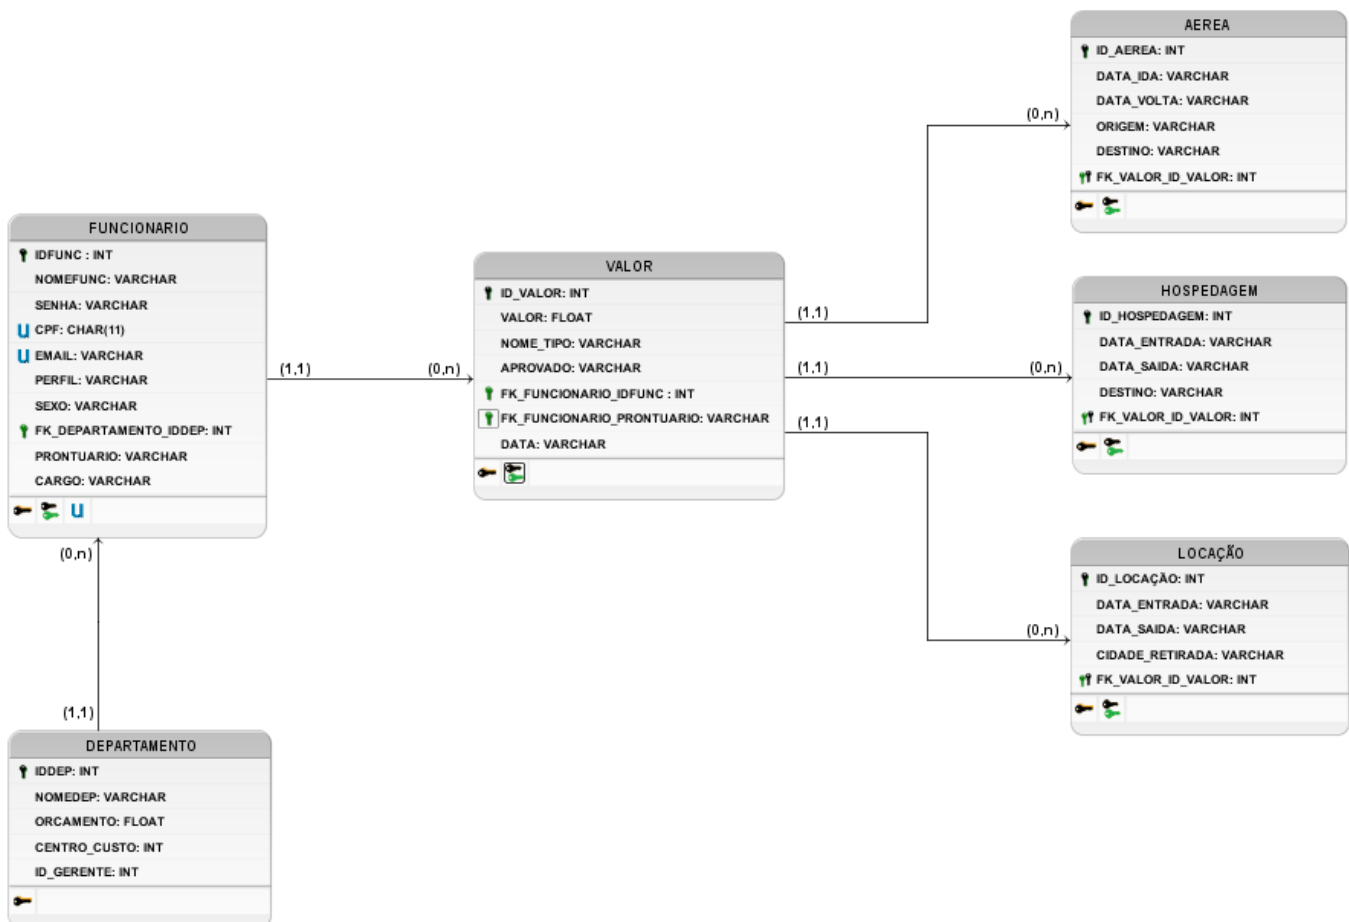 AEREA
ID_AEREA: INT
DATA_IDA: VARCHAR
DATA_VOLTA: VARCHAR
ORIGEM: VARCHAR
DESTINO: VARCHAR
FK_VALOR_ID_VALOR: INT
(0,n)
FUNCIONARIO
IDFUNC : INT
NOMEFUNC: VARCHAR
SENHA: VARCHAR
U CPF: CHAR(11)
U EMAIL: VARCHAR
PERFIL: VARCHAR
SEXO: VARCHAR
FK_DEPARTAMENTO_IDDEP: INT
PRONTUARIO: VARCHAR
CARGO: VARCHAR
U
(1,1)
(0,n)
VALOR
ID_VALOR: INT
VALOR: FLOAT
NOME_TIPO: VARCHAR
APROVADO: VARCHAR
FK_FUNCIONARIO_IDFUNC : INT
FK_FUNCIONARIO_PRONTUARIO: VARCHAR
DATA: VARCHAR
(1,1)
(1,1)
(0,n)
(1,1)
HOSPEDAGEM
ID_HOSPEDAGEM: INT
DATA_ENTRADA: VARCHAR
DATA_SAIDA: VARCHAR
DESTINO: VARCHAR
FK_VALOR_ID_VALOR: INT
(0,n)
LOCAÇÃO
ID_LOCAÇÃO: INT
DATA_ENTRADA: VARCHAR
DATA_SAIDA: VARCHAR
CIDADE_RETIRADA: VARCHAR
FK_VALOR_ID_VALOR: INT
(0,n)
(1,1)
DEPARTAMENTO
IDDEP: INT
NOMEDEP: VARCHAR
ORCAMENTO: FLOAT
CENTRO_CUSTO: INT
ID_GERENTE: INT